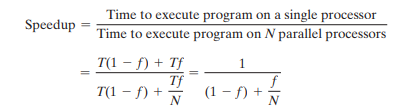 Speedup = Time to execute program on a single processor / Time to execute program on N parallel processors
= T(1 − f) + Tf / T(1 − f) + Tf/N = 1 / (1 − f) + f/N